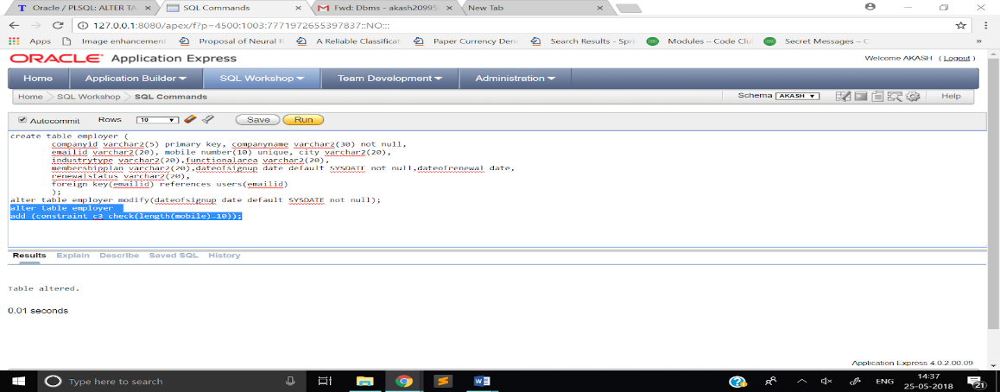 Oracle / PLSQL: ALTER TA
SQL Commands
Fwd: Dbms - akash20995
New Tab
127.0.0.1:8080/apex/f?p=4500:1003:7771972655397837::NO:::
Apps Image enhancement Proposal of Neural A Reliable Classificat Paper Currency Den Search Results - Spri Modules – Code Clu Secret Messages – C »
ORACLE Application Express
Welcome AKASH ( Logout )
Home Application Builder SQL Workshop Team Development Administration
Home SQL Workshop SQL Commands Schema AKASH Help
Autocommit Rows 10 Save Run
create table employer (
companyid varchar2(5) primary key, companyname varchar2(30) not null,
emailid varchar2(20), mobile number(10) unique, city varchar2(20),
industrytype varchar2(20),functionalarea varchar2(20),
membershipplan varchar2(20),dateofsignup date default SYSDATE not null,dateofrenewal date,
renewalstatus varchar2(20),
foreign key(emailid) references users(emailid)
);
alter table employer modify(dateofsignup date default SYSDATE not null);
alter table employer
add (constraint c3 check(length(mobile)=10));
Results Explain Describe Saved SQL History
Table altered.
0.01 seconds
Application Express 4.0.2.00.09
Type here to search
ENG
14:37
25-05-2018
21